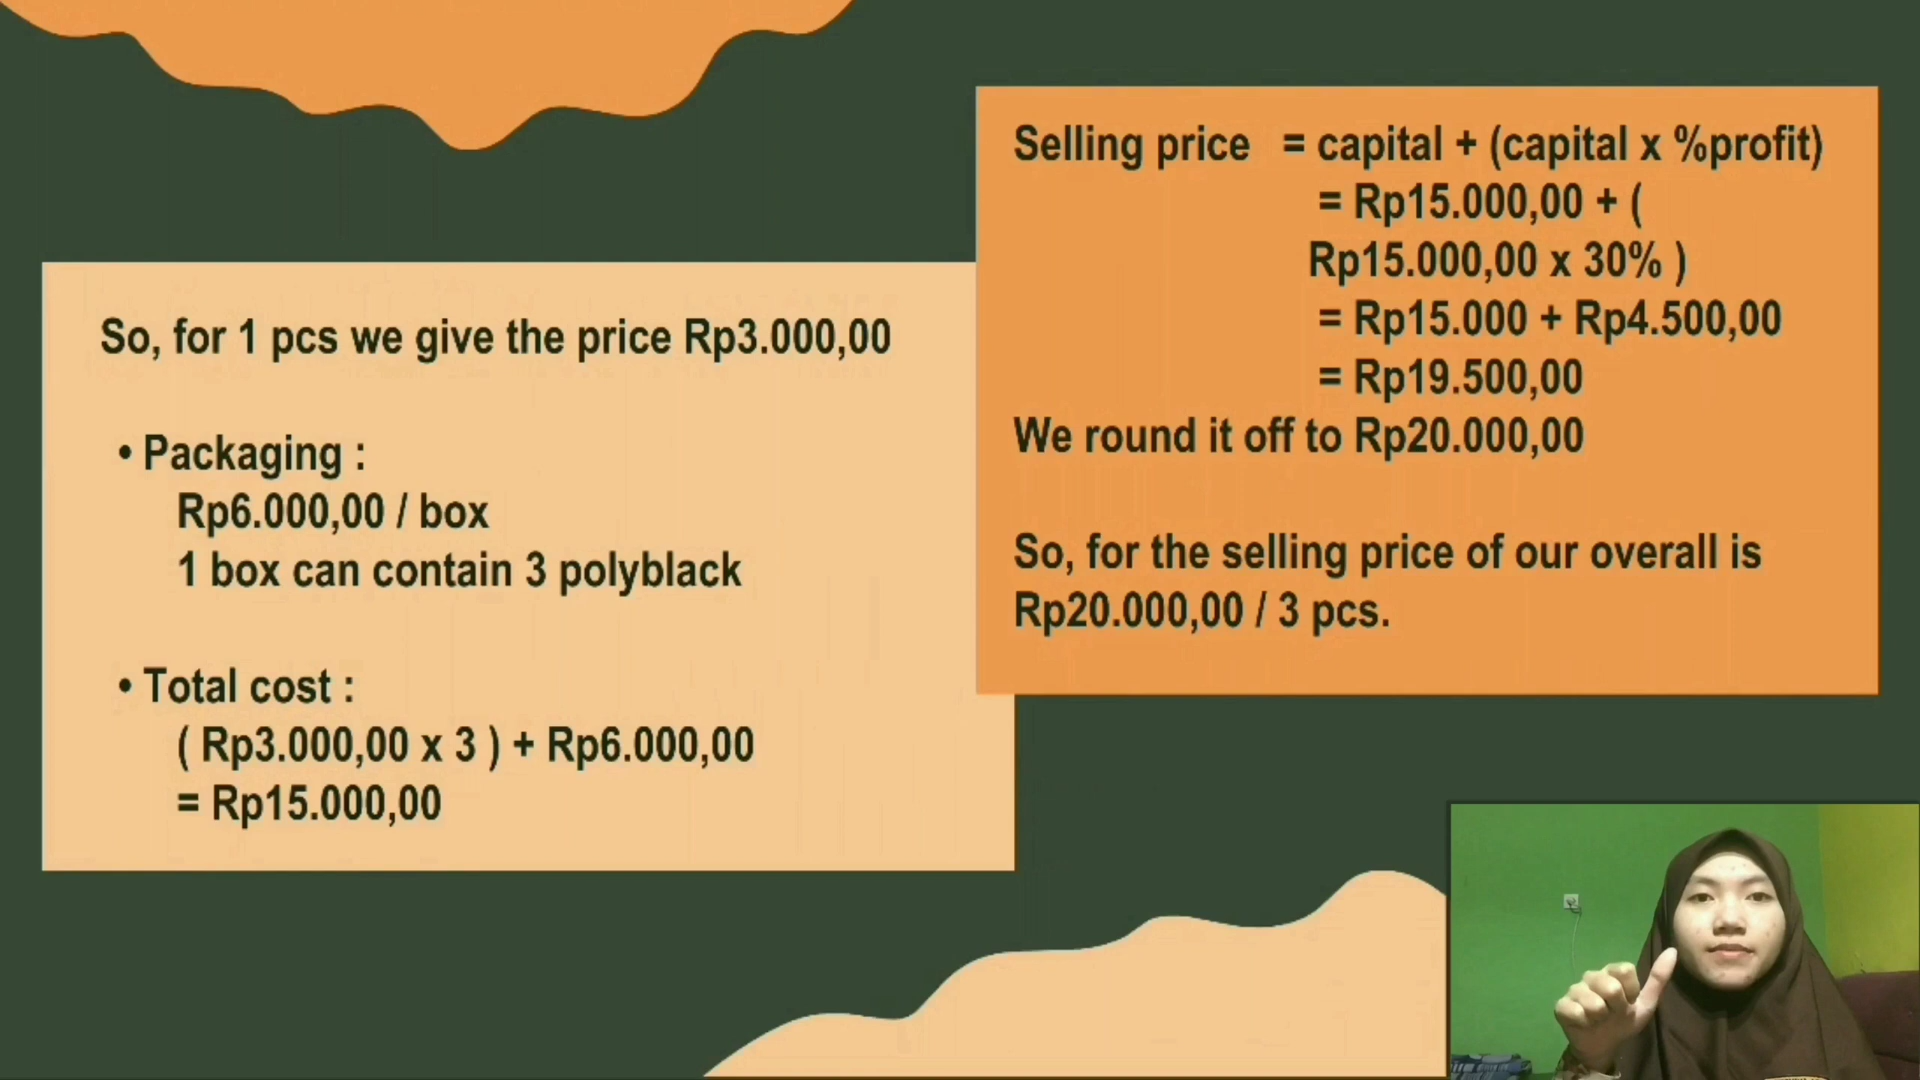 So, for 1 pcs we give the price Rp3.000,00
• Packaging :
Rp6.000,00 / box
1 box can contain 3 polyblack
• Total cost :
( Rp3.000,00 x 3 ) + Rp6.000,00
= Rp15.000,00
Selling price = capital + (capital x %profit)
= Rp15.000,00 + (
Rp15.000,00 x 30% )
= Rp15.000 + Rp4.500,00
= Rp19.500,00
We round it off to Rp20.000,00
So, for the selling price of our overall is
Rp20.000,00 / 3 pcs.